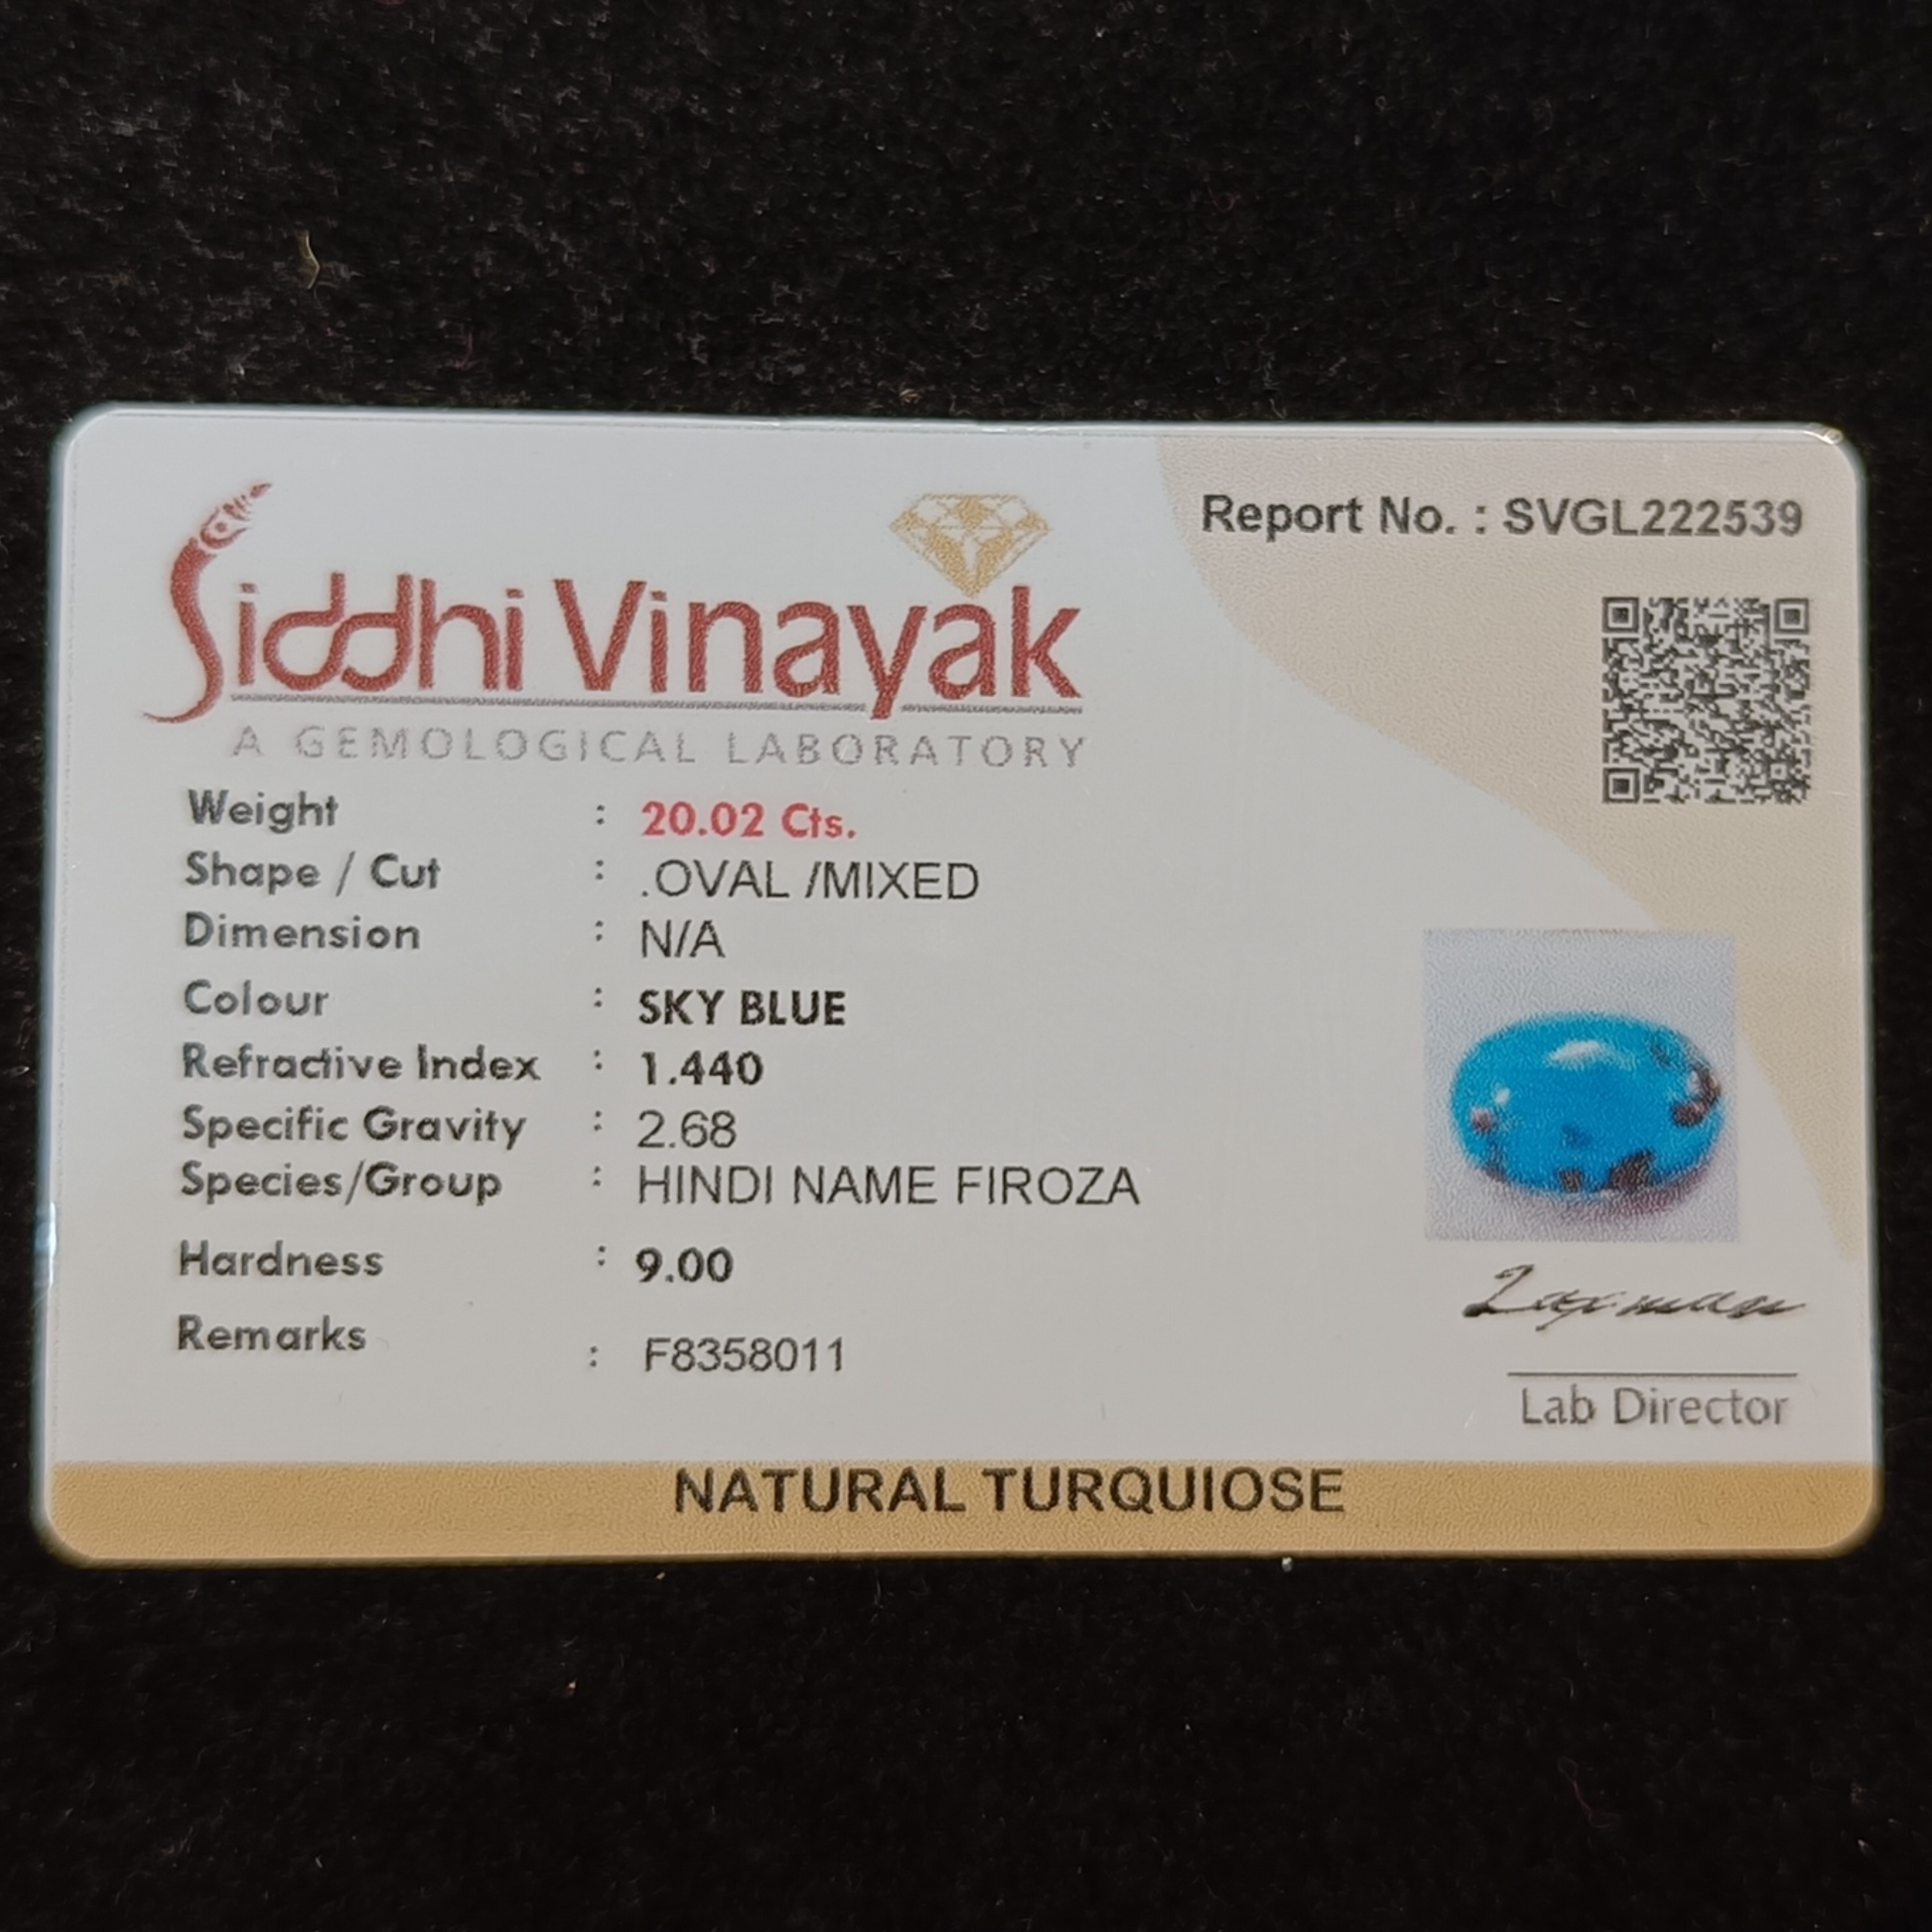 Siddhi Vinayak
A GEMOLOGICAL LABORATORY
Report No. : SVGL222539
Weight : 20.02 Cts.
Shape / Cut : .OVAL /MIXED
Dimension : N/A
Colour : SKY BLUE
Refractive Index : 1.440
Specific Gravity : 2.68
Species/Group : HINDI NAME FIROZA
Hardness : 9.00
Remarks : F8358011
Laxman
Lab Director
NATURAL TURQUIOSE